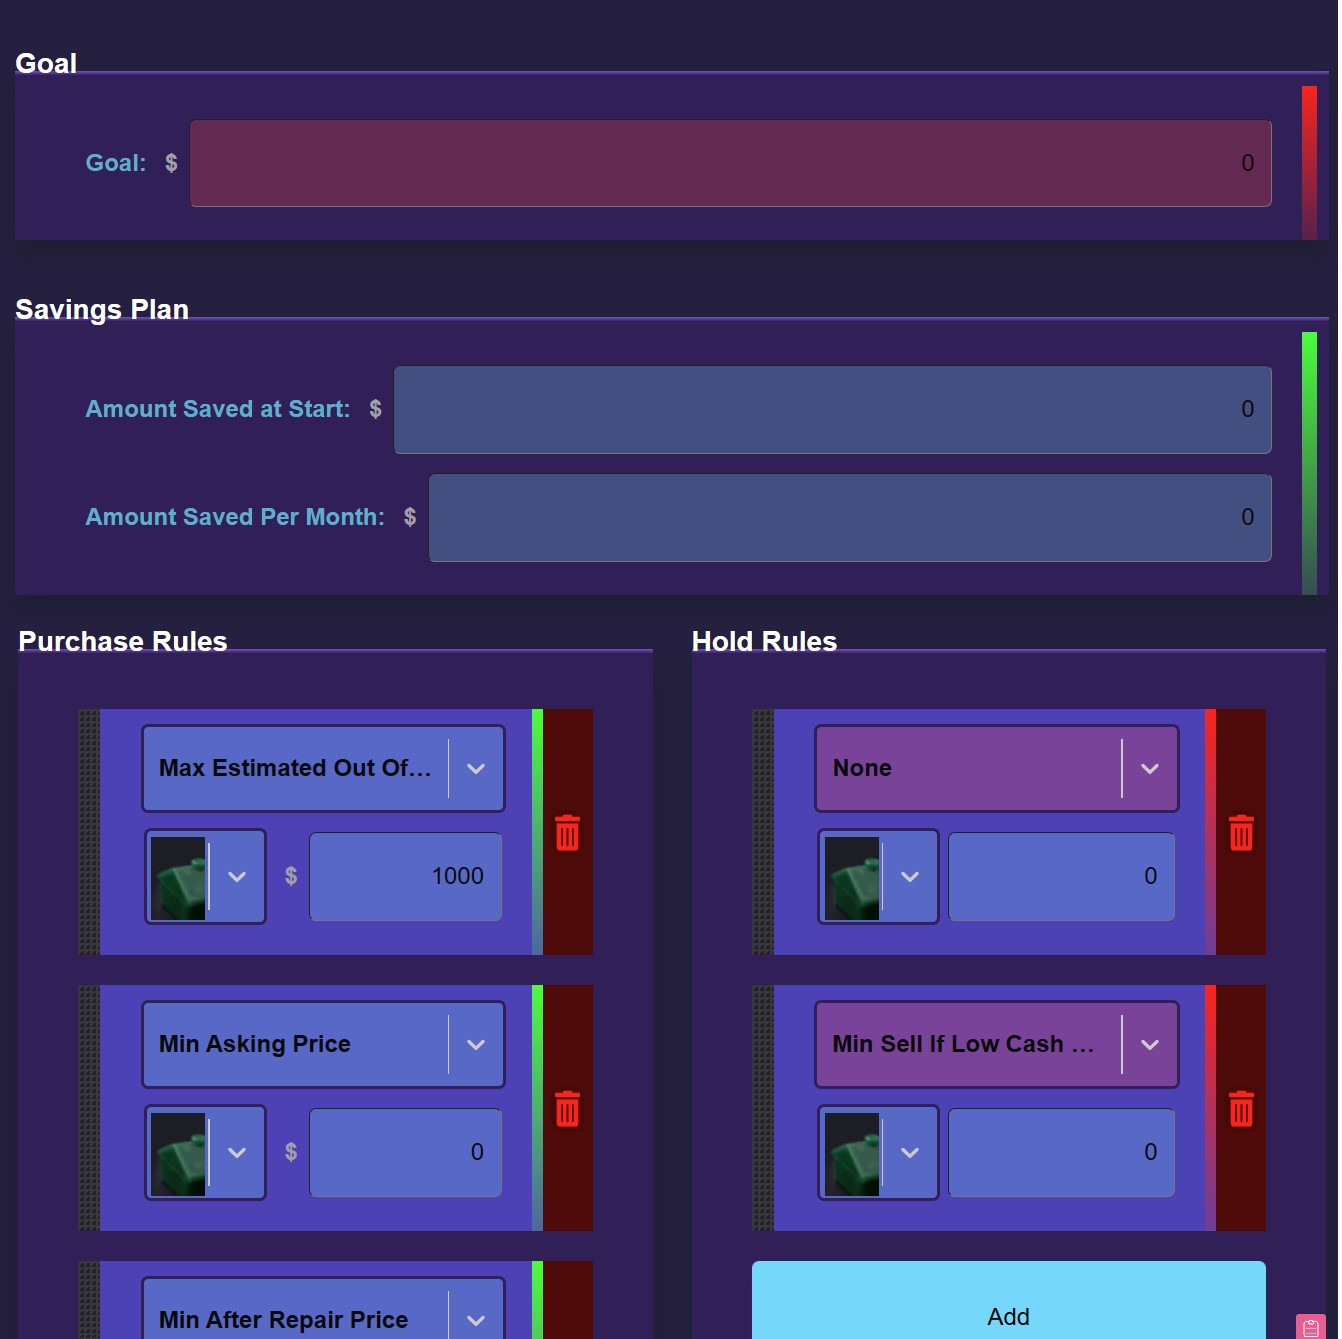 Goal
Goal: $ 0
Savings Plan
Amount Saved at Start: $ 0
Amount Saved Per Month: $ 0
Purchase Rules
Max Estimated Out Of...
$ 1000
Min Asking Price
$ 0
Min After Repair Price
Hold Rules
None
0
Min Sell If Low Cash ...
0
Add